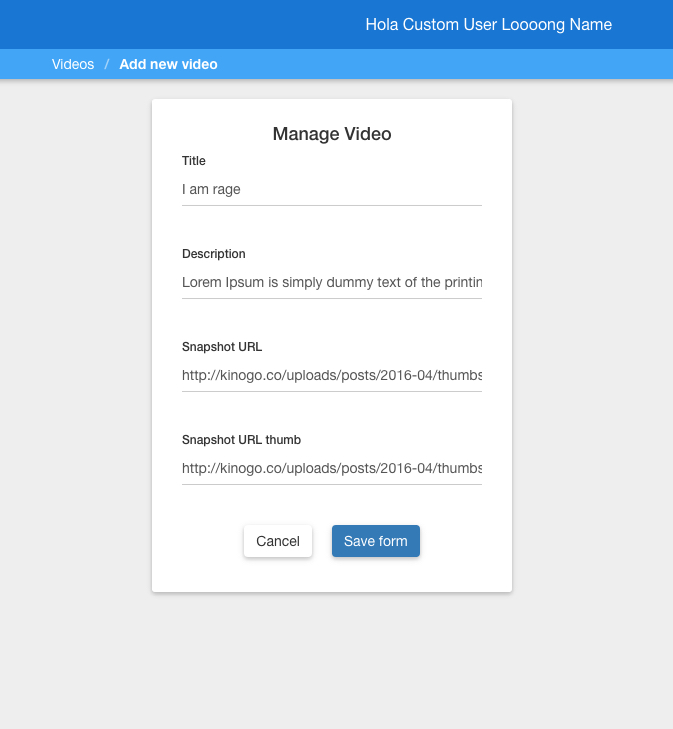 Hola Custom User Loooong Name
Videos / Add new video
Manage Video
Title
I am rage
Description
Lorem Ipsum is simply dummy text of the printin
Snapshot URL
http://kinogo.co/uploads/posts/2016-04/thumbs
Snapshot URL thumb
http://kinogo.co/uploads/posts/2016-04/thumbs
Cancel Save form